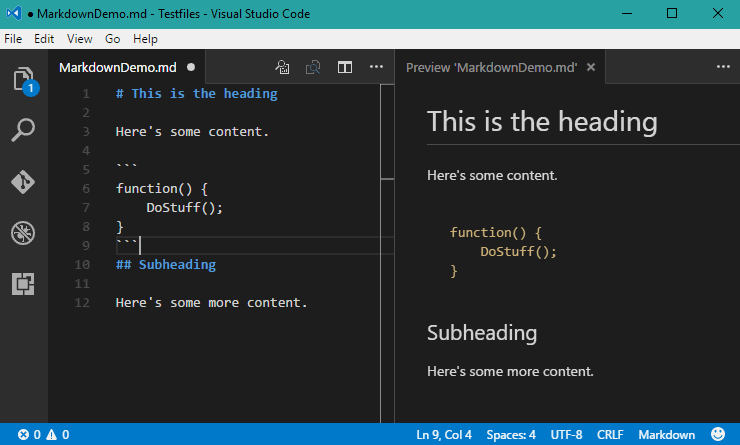 ● MarkdownDemo.md - Testfiles - Visual Studio Code
File Edit View Go Help
1
MarkdownDemo.md ●
Preview 'MarkdownDemo.md' ×
1 # This is the heading
2
3 Here's some content.
4
5 ```
6 function() {
7     DoStuff();
8 }
9 ```
10 ## Subheading
11
12 Here's some more content.
This is the heading
Here's some content.
function() {
    DoStuff();
}
Subheading
Here's some more content.
0 0 Ln 9, Col 4 Spaces: 4 UTF-8 CRLF Markdown